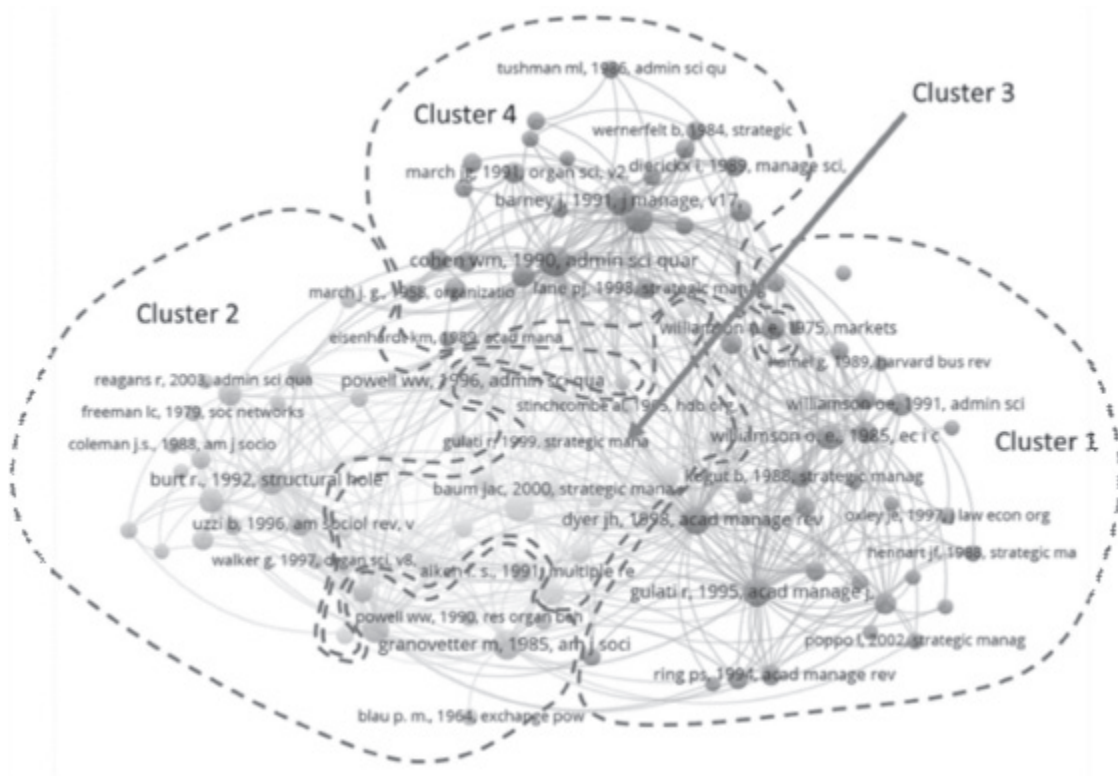 tushman ml, 1986, admin sci qu
Cluster 3
Cluster 4
wernerfelt b, 1984, strategic
march jg, 1991, organ sci, v2,
dierickx i, 1989, manage sci,
barney j, 1991, j manage, v17,
cohen wm, 1990, admin sci quar
march j. g., 1958, organizatio
lane pj, 1998, strategic manag
Cluster 2
williamson o. e., 1975, markets
eisenhardt km, 1989, acad mana
hamel g, 1989, harvard bus rev
reagans r, 2003, admin sci qua
powell ww, 1996, admin sci qua
freeman lc, 1979, soc networks
stinchcombe al, 1965, hdb org
williamson oe, 1991, admin sci
coleman j.s., 1988, am j socio
gulati r, 1999, strategic mana
williamson o. e., 1985, ec i c
Cluster 1
burt r., 1992, structural hole
baum jac, 2000, strategic mana
kogut b, 1988, strategic manag
uzzi b, 1996, am sociol rev, v
dyer jh, 1998, acad manage rev
oxley je, 1997, j law econ org
walker g, 1997, organ sci, v8,
aiken l. s., 1991, multiple re
hennart jf, 1988, strategic ma
gulati r, 1995, acad manage j,
powell ww, 1990, res organ beh
granovetter m, 1985, am j soci
poppo l, 2002, strategic manag
ring ps, 1994, acad manage rev
blau p. m., 1964, exchange pow